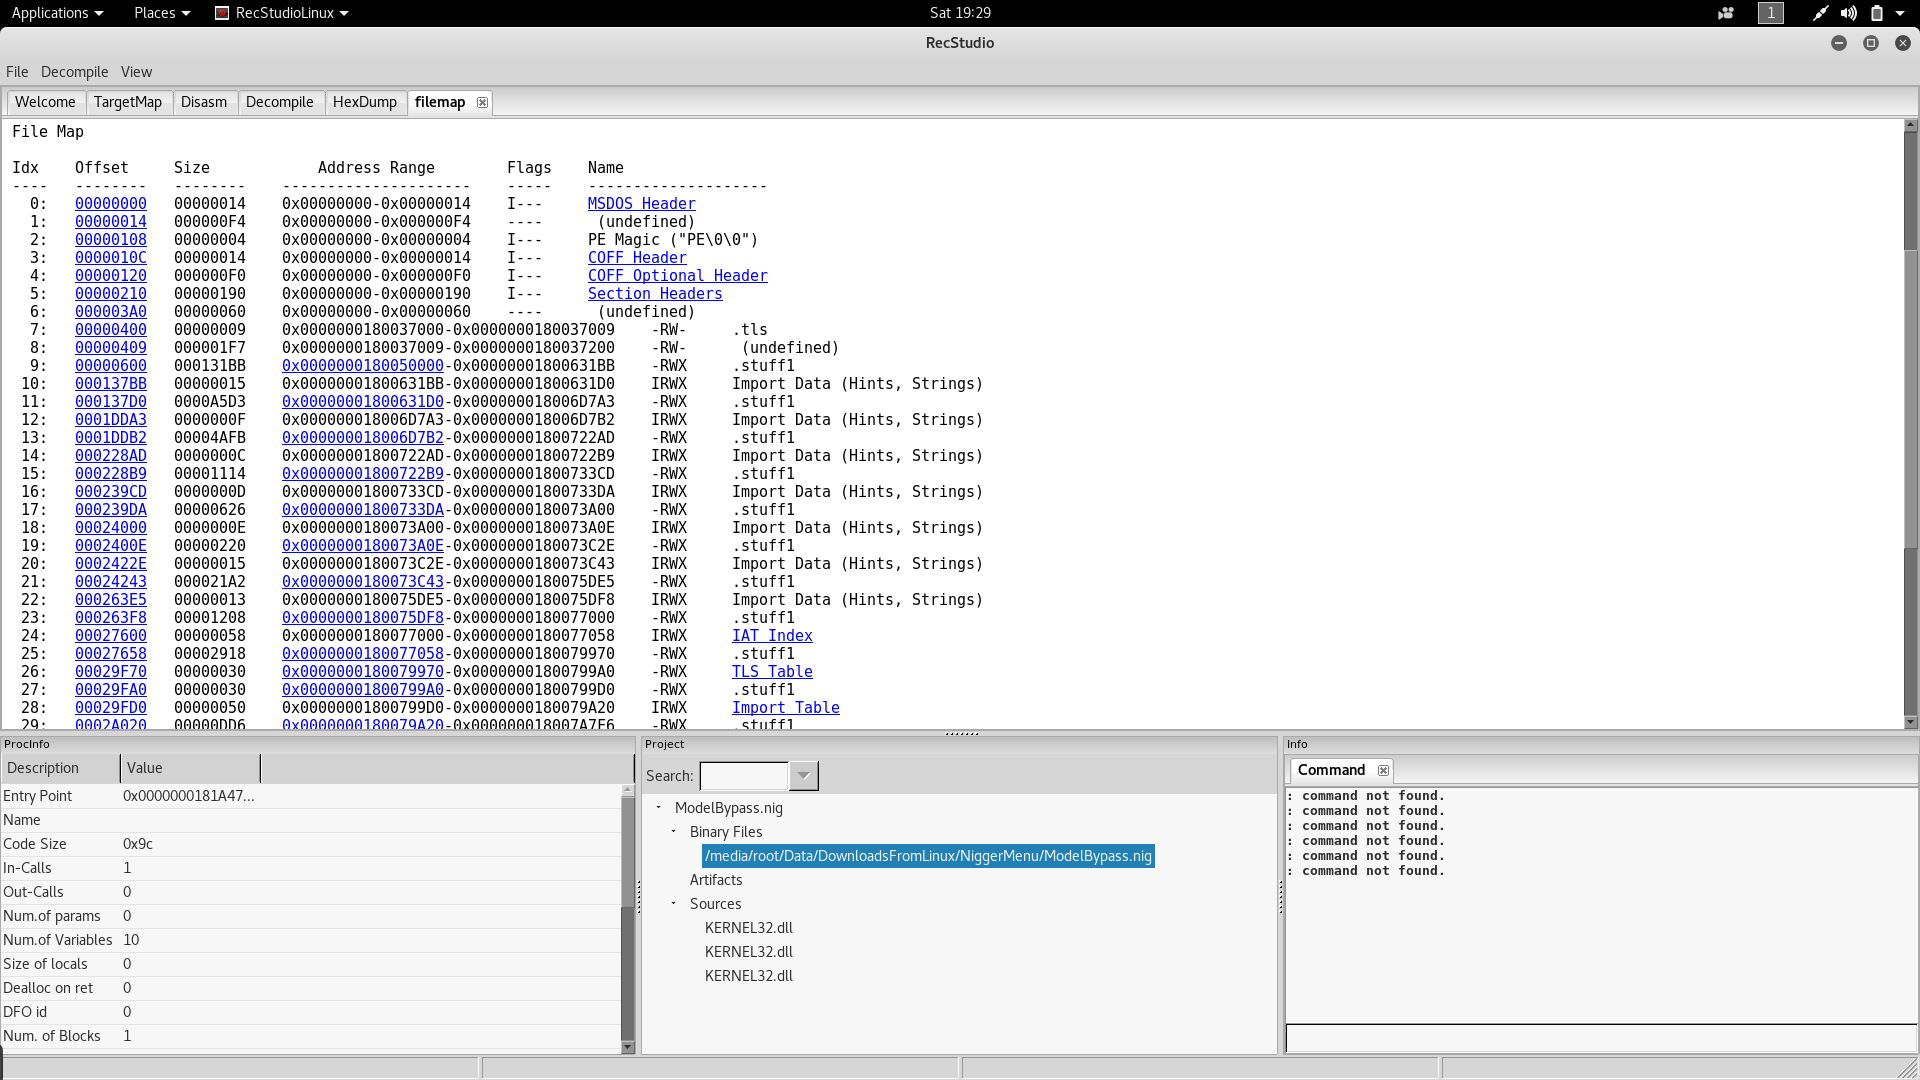 Applications Places RecStudioLinux Sat 19:29 1
RecStudio
File Decompile View
Welcome TargetMap Disasm Decompile HexDump filemap
File Map
Idx Offset Size Address Range Flags Name
---- -------- -------- --------------------- ----- --------------------
0: 00000000 00000014 0x00000000-0x00000014 I--- MSDOS Header
1: 00000014 000000F4 0x00000000-0x000000F4 ---- (undefined)
2: 00000108 00000004 0x00000000-0x00000004 I--- PE Magic ("PE\0\0")
3: 0000010C 00000014 0x00000000-0x00000014 I--- COFF Header
4: 00000120 000000F0 0x00000000-0x000000F0 I--- COFF Optional Header
5: 00000210 00000190 0x00000000-0x00000190 I--- Section Headers
6: 000003A0 00000060 0x00000000-0x00000060 ---- (undefined)
7: 00000400 00000009 0x0000000180037000-0x0000000180037009 -RW- .tls
8: 00000409 000001F7 0x0000000180037009-0x0000000180037200 -RW- (undefined)
9: 00000600 000131BB 0x0000000180050000-0x00000001800631BB -RWX .stuff1
10: 000137BB 00000015 0x00000001800631BB-0x00000001800631D0 IRWX Import Data (Hints, Strings)
11: 000137D0 0000A5D3 0x00000001800631D0-0x000000018006D7A3 -RWX .stuff1
12: 0001DDA3 0000000F 0x000000018006D7A3-0x000000018006D7B2 IRWX Import Data (Hints, Strings)
13: 0001DDB2 00004AFB 0x000000018006D7B2-0x00000001800722AD -RWX .stuff1
14: 000228AD 0000000C 0x00000001800722AD-0x00000001800722B9 IRWX Import Data (Hints, Strings)
15: 000228B9 00001114 0x00000001800722B9-0x00000001800733CD -RWX .stuff1
16: 000239CD 0000000D 0x00000001800733CD-0x00000001800733DA IRWX Import Data (Hints, Strings)
17: 000239DA 00000626 0x00000001800733DA-0x0000000180073A00 -RWX .stuff1
18: 00024000 0000000E 0x0000000180073A00-0x0000000180073A0E IRWX Import Data (Hints, Strings)
19: 0002400E 00000220 0x0000000180073A0E-0x0000000180073C2E -RWX .stuff1
20: 0002422E 00000015 0x0000000180073C2E-0x0000000180073C43 IRWX Import Data (Hints, Strings)
21: 00024243 000021A2 0x0000000180073C43-0x0000000180075DE5 -RWX .stuff1
22: 000263E5 00000013 0x0000000180075DE5-0x0000000180075DF8 IRWX Import Data (Hints, Strings)
23: 000263F8 00001208 0x0000000180075DF8-0x0000000180077000 -RWX .stuff1
24: 00027600 00000058 0x0000000180077000-0x0000000180077058 IRWX IAT Index
25: 00027658 00002918 0x0000000180077058-0x0000000180079970 -RWX .stuff1
26: 00029F70 00000030 0x0000000180079970-0x00000001800799A0 -RWX TLS Table
27: 00029FA0 00000030 0x00000001800799A0-0x00000001800799D0 -RWX .stuff1
28: 00029FD0 00000050 0x00000001800799D0-0x0000000180079A20 IRWX Import Table
29: 0002A020 00000DD6 0x0000000180079A20-0x000000018007A7F6 -RWX .stuff1
ProcInfo
Description Value
Entry Point 0x0000000181A47...
Name
Code Size 0x9c
In-Calls 1
Out-Calls 0
Num.of params 0
Num.of Variables 10
Size of locals 0
Dealloc on ret 0
DFO id 0
Num. of Blocks 1
Project
Search:
ModelBypass.nig
Binary Files
/media/root/Data/DownloadsFromLinux/NiggerMenu/ModelBypass.nig
Artifacts
Sources
KERNEL32.dll
KERNEL32.dll
KERNEL32.dll
Info
Command
: command not found.
: command not found.
: command not found.
: command not found.
: command not found.
: command not found.